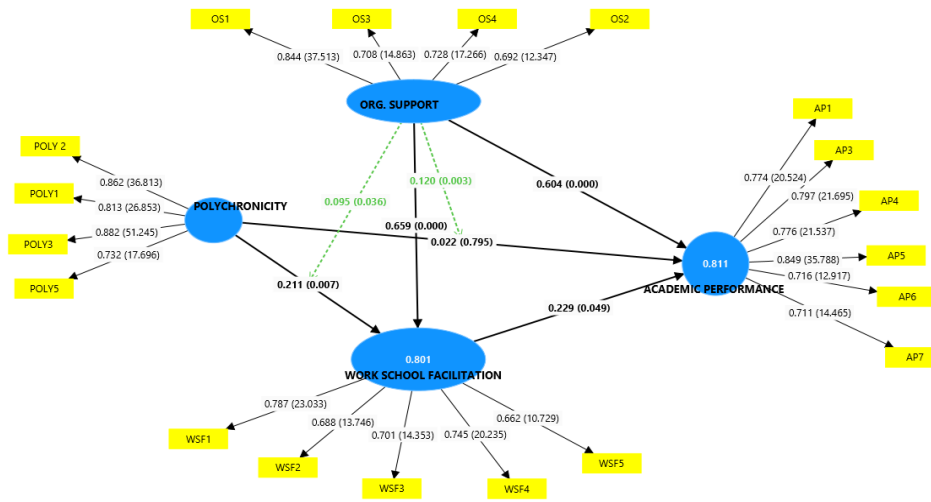 OS1
OS3
OS4
OS2
0.844 (37.513)
0.708 (14.863)
0.728 (17.266)
0.692 (12.347)
ORG. SUPPORT
AP1
POLY 2
AP3
0.774 (20.524)
0.862 (36.813)
0.797 (21.695)
POLY1
0.813 (26.853)
POLYCHRONICITY
0.095 (0.036)
0.120 (0.003)
0.604 (0.000)
AP4
0.776 (21.537)
POLY3
0.882 (51.245)
0.659 (0.000)
0.022 (0.795)
0.849 (35.788)
AP5
0.811
0.732 (17.696)
POLY5
0.211 (0.007)
ACADEMIC PERFORMANCE
0.716 (12.917)
AP6
0.229 (0.049)
0.711 (14.465)
AP7
0.801
WORK SCHOOL FACILITATION
0.787 (23.033)
0.688 (13.746)
0.701 (14.353)
0.745 (20.235)
0.662 (10.729)
WSF1
WSF2
WSF3
WSF4
WSF5